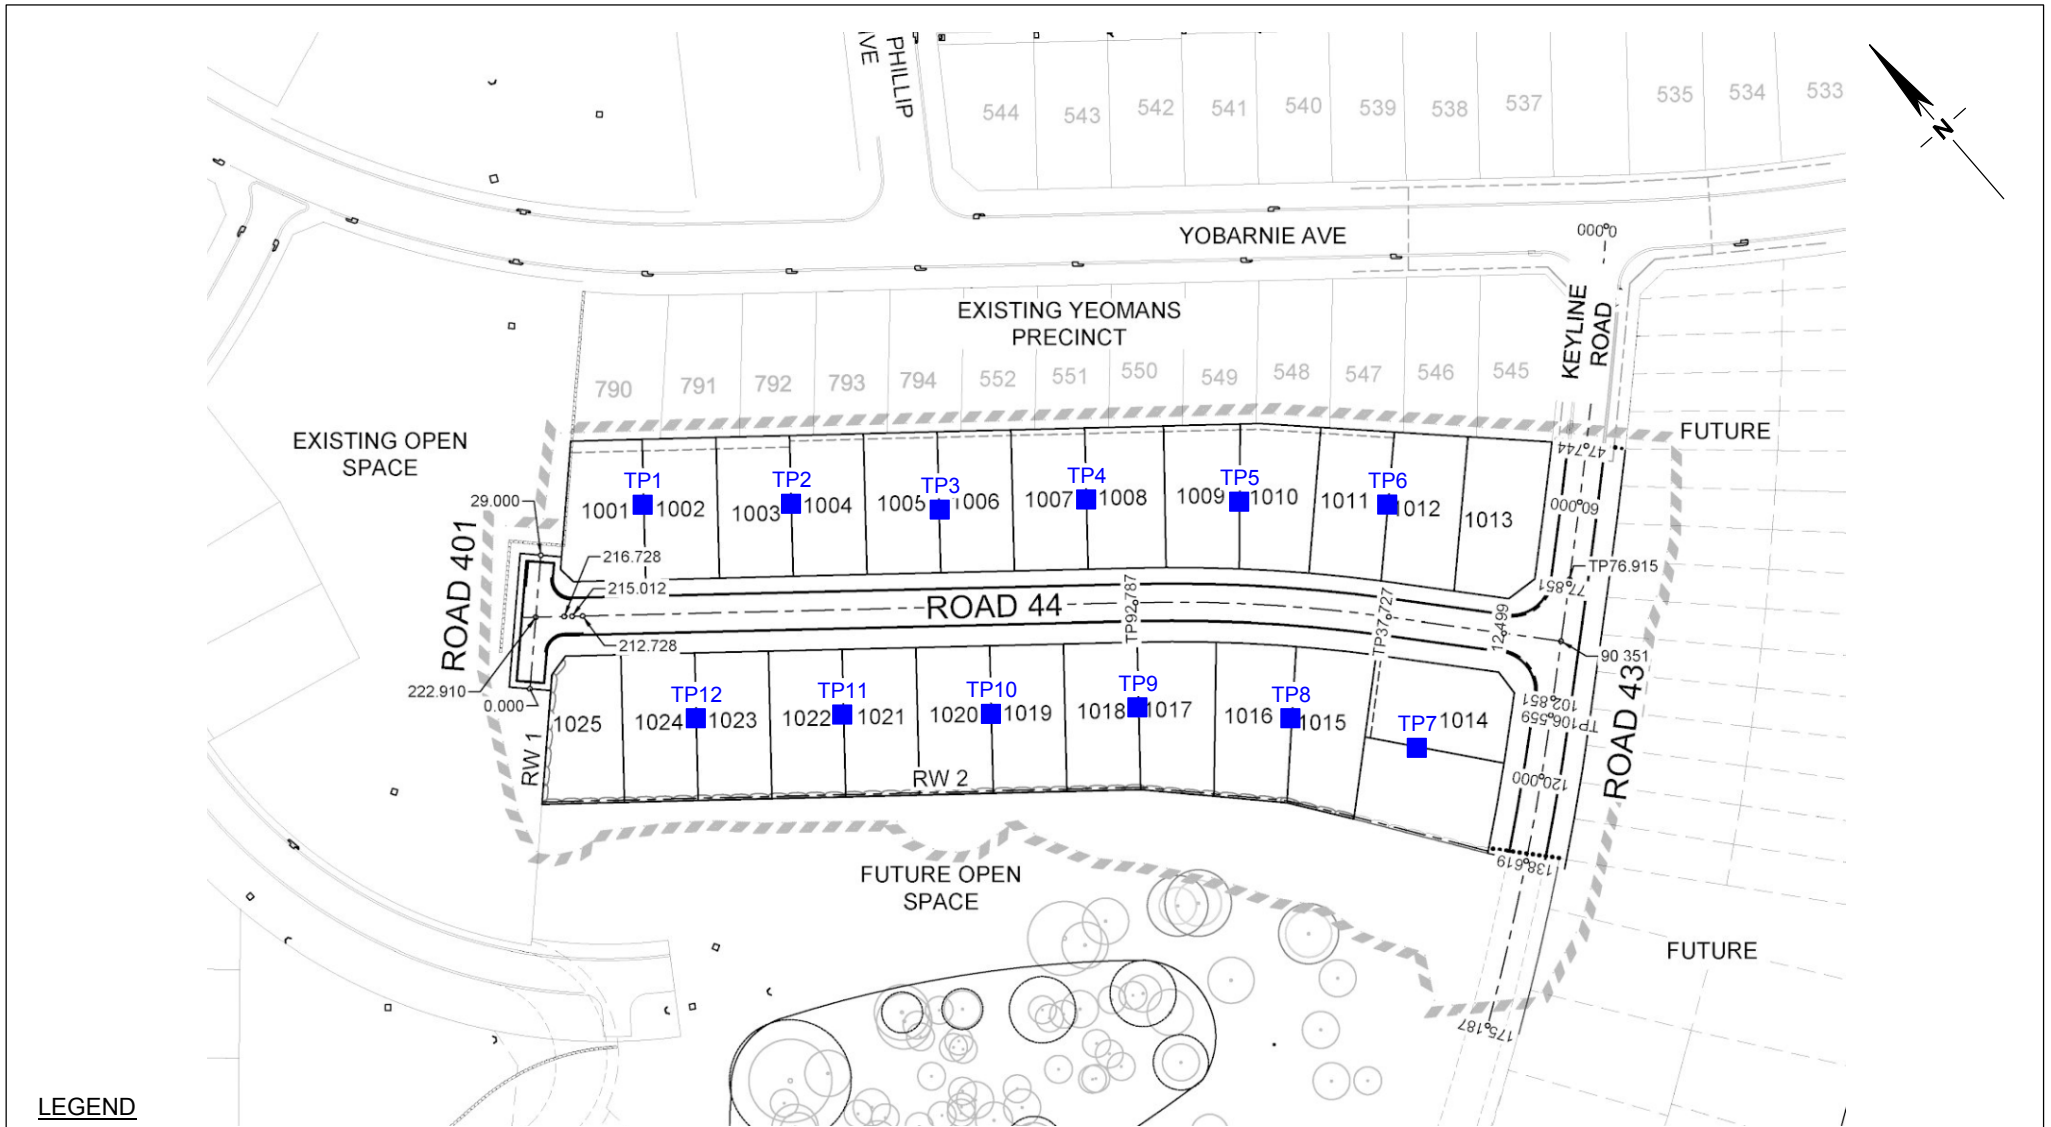 AVE
PHILLIP
544
543
542
541
540
539
538
537
535
534
533
N
YOBARNIE AVE
0.000
KEYLINE
ROAD
EXISTING YEOMANS
PRECINCT
790
791
792
793
794
552
551
550
549
548
547
546
545
EXISTING OPEN
SPACE
FUTURE
47.744
TP1
TP2
TP3
TP4
TP5
TP6
1001
1002
1003
1004
1005
1006
1007
1008
1009
1010
1011
1012
1013
60.000
29.000
ROAD 401
216.728
215.012
212.728
222.910
0.000
ROAD 44
TP92.787
TP37.727
12.499
77.851
TP76.915
90.351
102.851
TP106.559
ROAD 43
120.000
138.619
175.187
TP12
TP11
TP10
TP9
TP8
TP7
1025
1024
1023
1022
1021
1020
1019
1018
1017
1016
1015
1014
RW 1
RW 2
FUTURE OPEN
SPACE
FUTURE
LEGEND